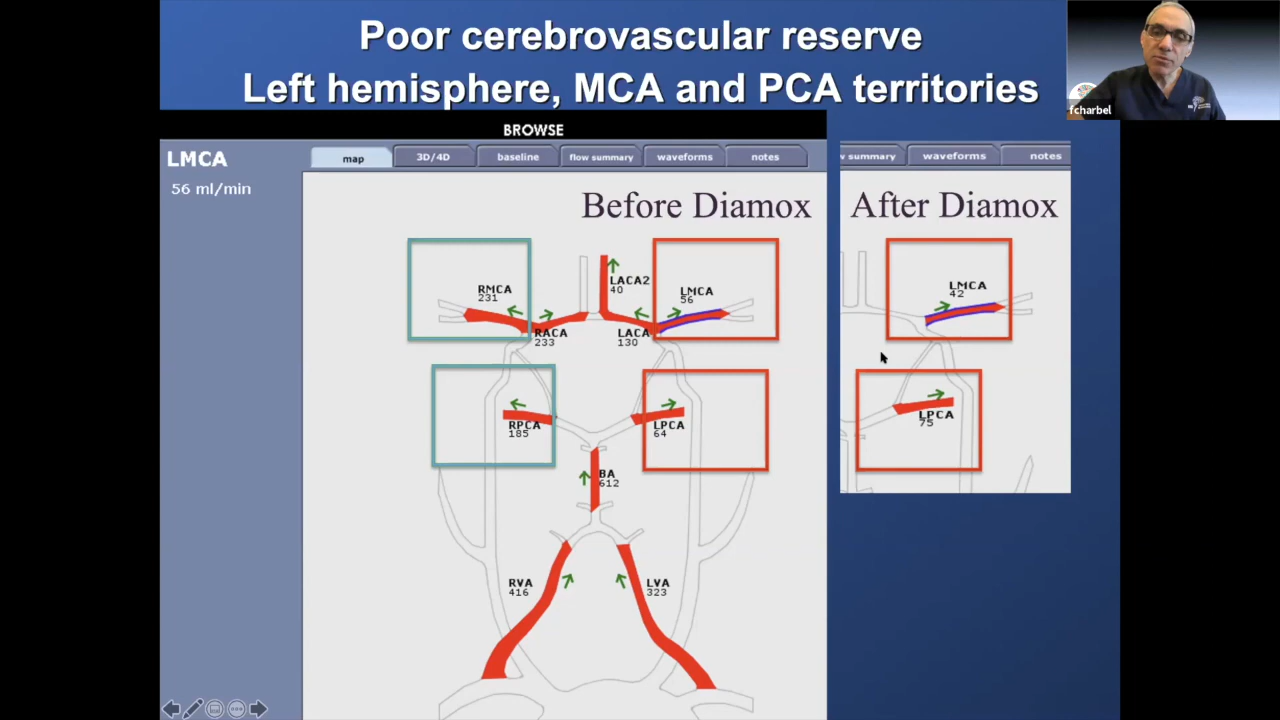 Poor cerebrovascular reserve
Left hemisphere, MCA and PCA territories
fcharbel
BROWSE
LMCA
56 ml/min
map
3D/4D
baseline
flow summary
waveforms
notes
Before Diamox
RMCA
231
LACA2
40
LMCA
56
RACA
233
LACA
130
RPCA
185
LPCA
64
BA
612
RVA
416
LVA
323
w summary
waveforms
notes
After Diamox
LMCA
42
LPCA
75